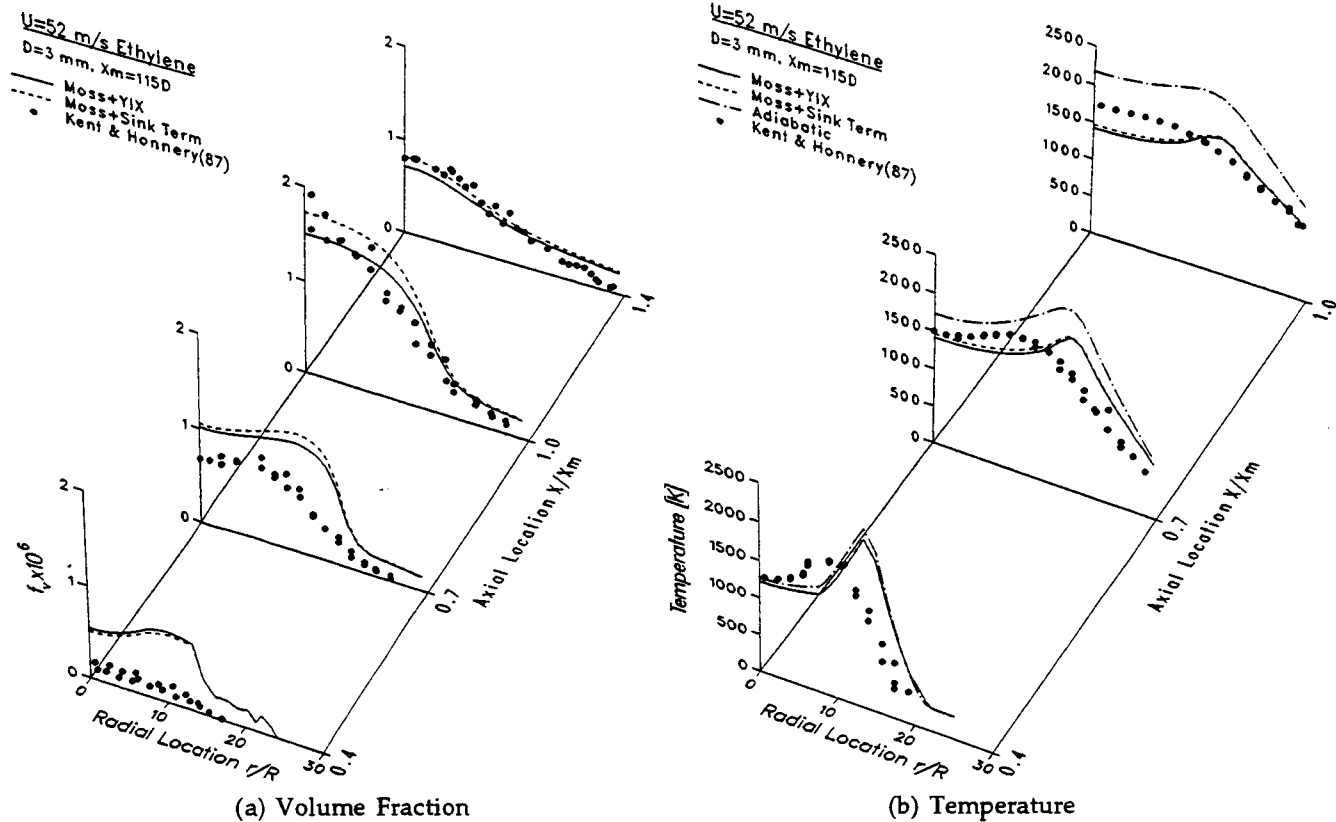 U=52 m/s Ethylene
D=3 mm, Xm=115D
Moss+YIX
Moss+Sink Term
Kent & Honnery(87)
2
1
0
1.4
2
1
0
1.0
2
1
0
0.7
2
1
0
fᵥx10⁶
0
10
20
30
0.4
Radial Location r/R
Axial Location X/Xm
(a) Volume Fraction
U=52 m/s Ethylene
D=3 mm, Xm=115D
Moss+YIX
Moss+Sink Term
Adiabatic
Kent & Honnery(87)
2500
2000
1500
1000
500
0
1.0
2500
2000
1500
1000
500
0
0.7
2500
2000
1500
1000
500
0
Temperature [K]
0
10
20
30
0.4
Radial Location r/R
Axial Location X/Xm
(b) Temperature